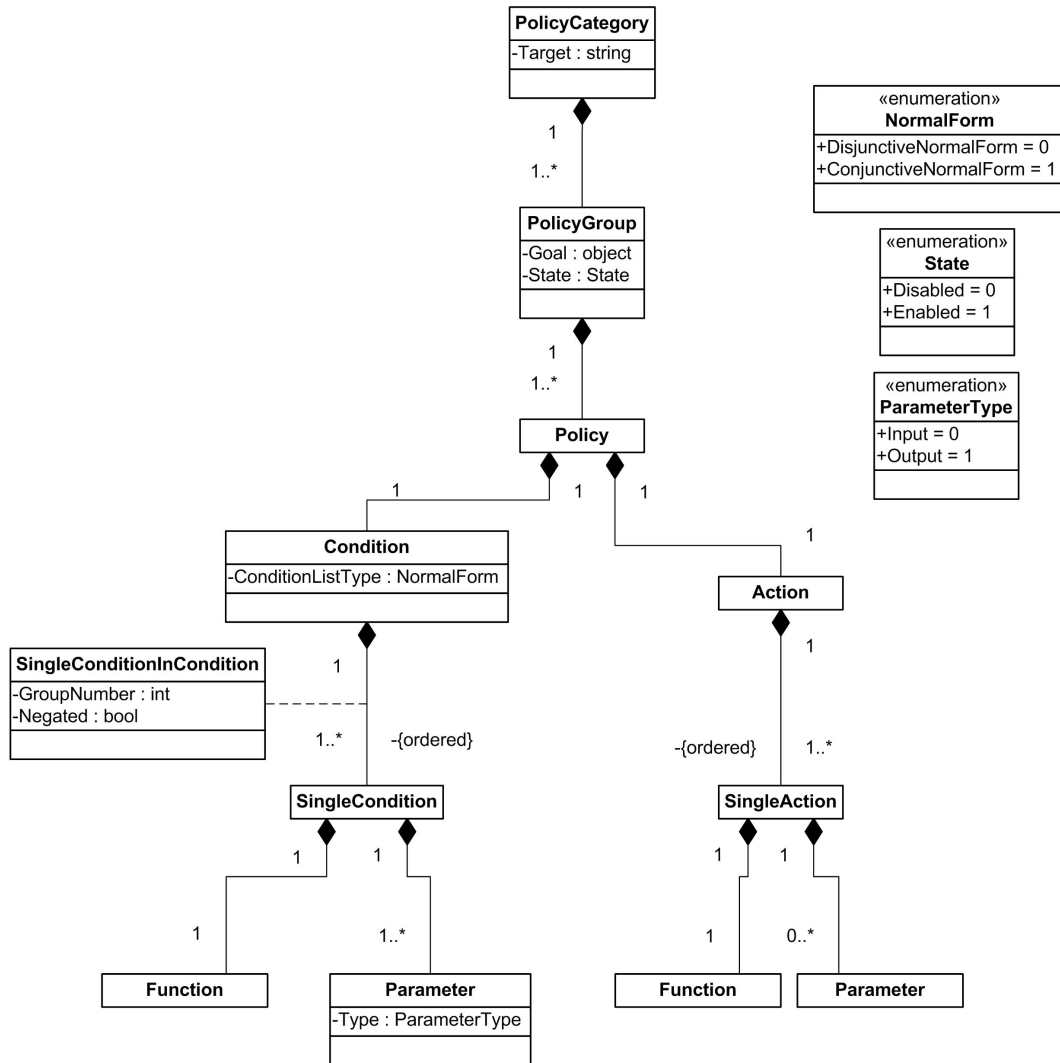 PolicyCategory
-Target : string
1
1..*
PolicyGroup
-Goal : object
-State : State
1
1..*
Policy
1
1
1
1
Condition
-ConditionListType : NormalForm
Action
1
1
SingleConditionInCondition
-GroupNumber : int
-Negated : bool
1..*
-{ordered}
-{ordered}
1..*
SingleCondition
SingleAction
1
1
1
1
1
1..*
1
0..*
Function
Parameter
-Type : ParameterType
Function
Parameter
«enumeration»
NormalForm
+DisjunctiveNormalForm = 0
+ConjunctiveNormalForm = 1
«enumeration»
State
+Disabled = 0
+Enabled = 1
«enumeration»
ParameterType
+Input = 0
+Output = 1